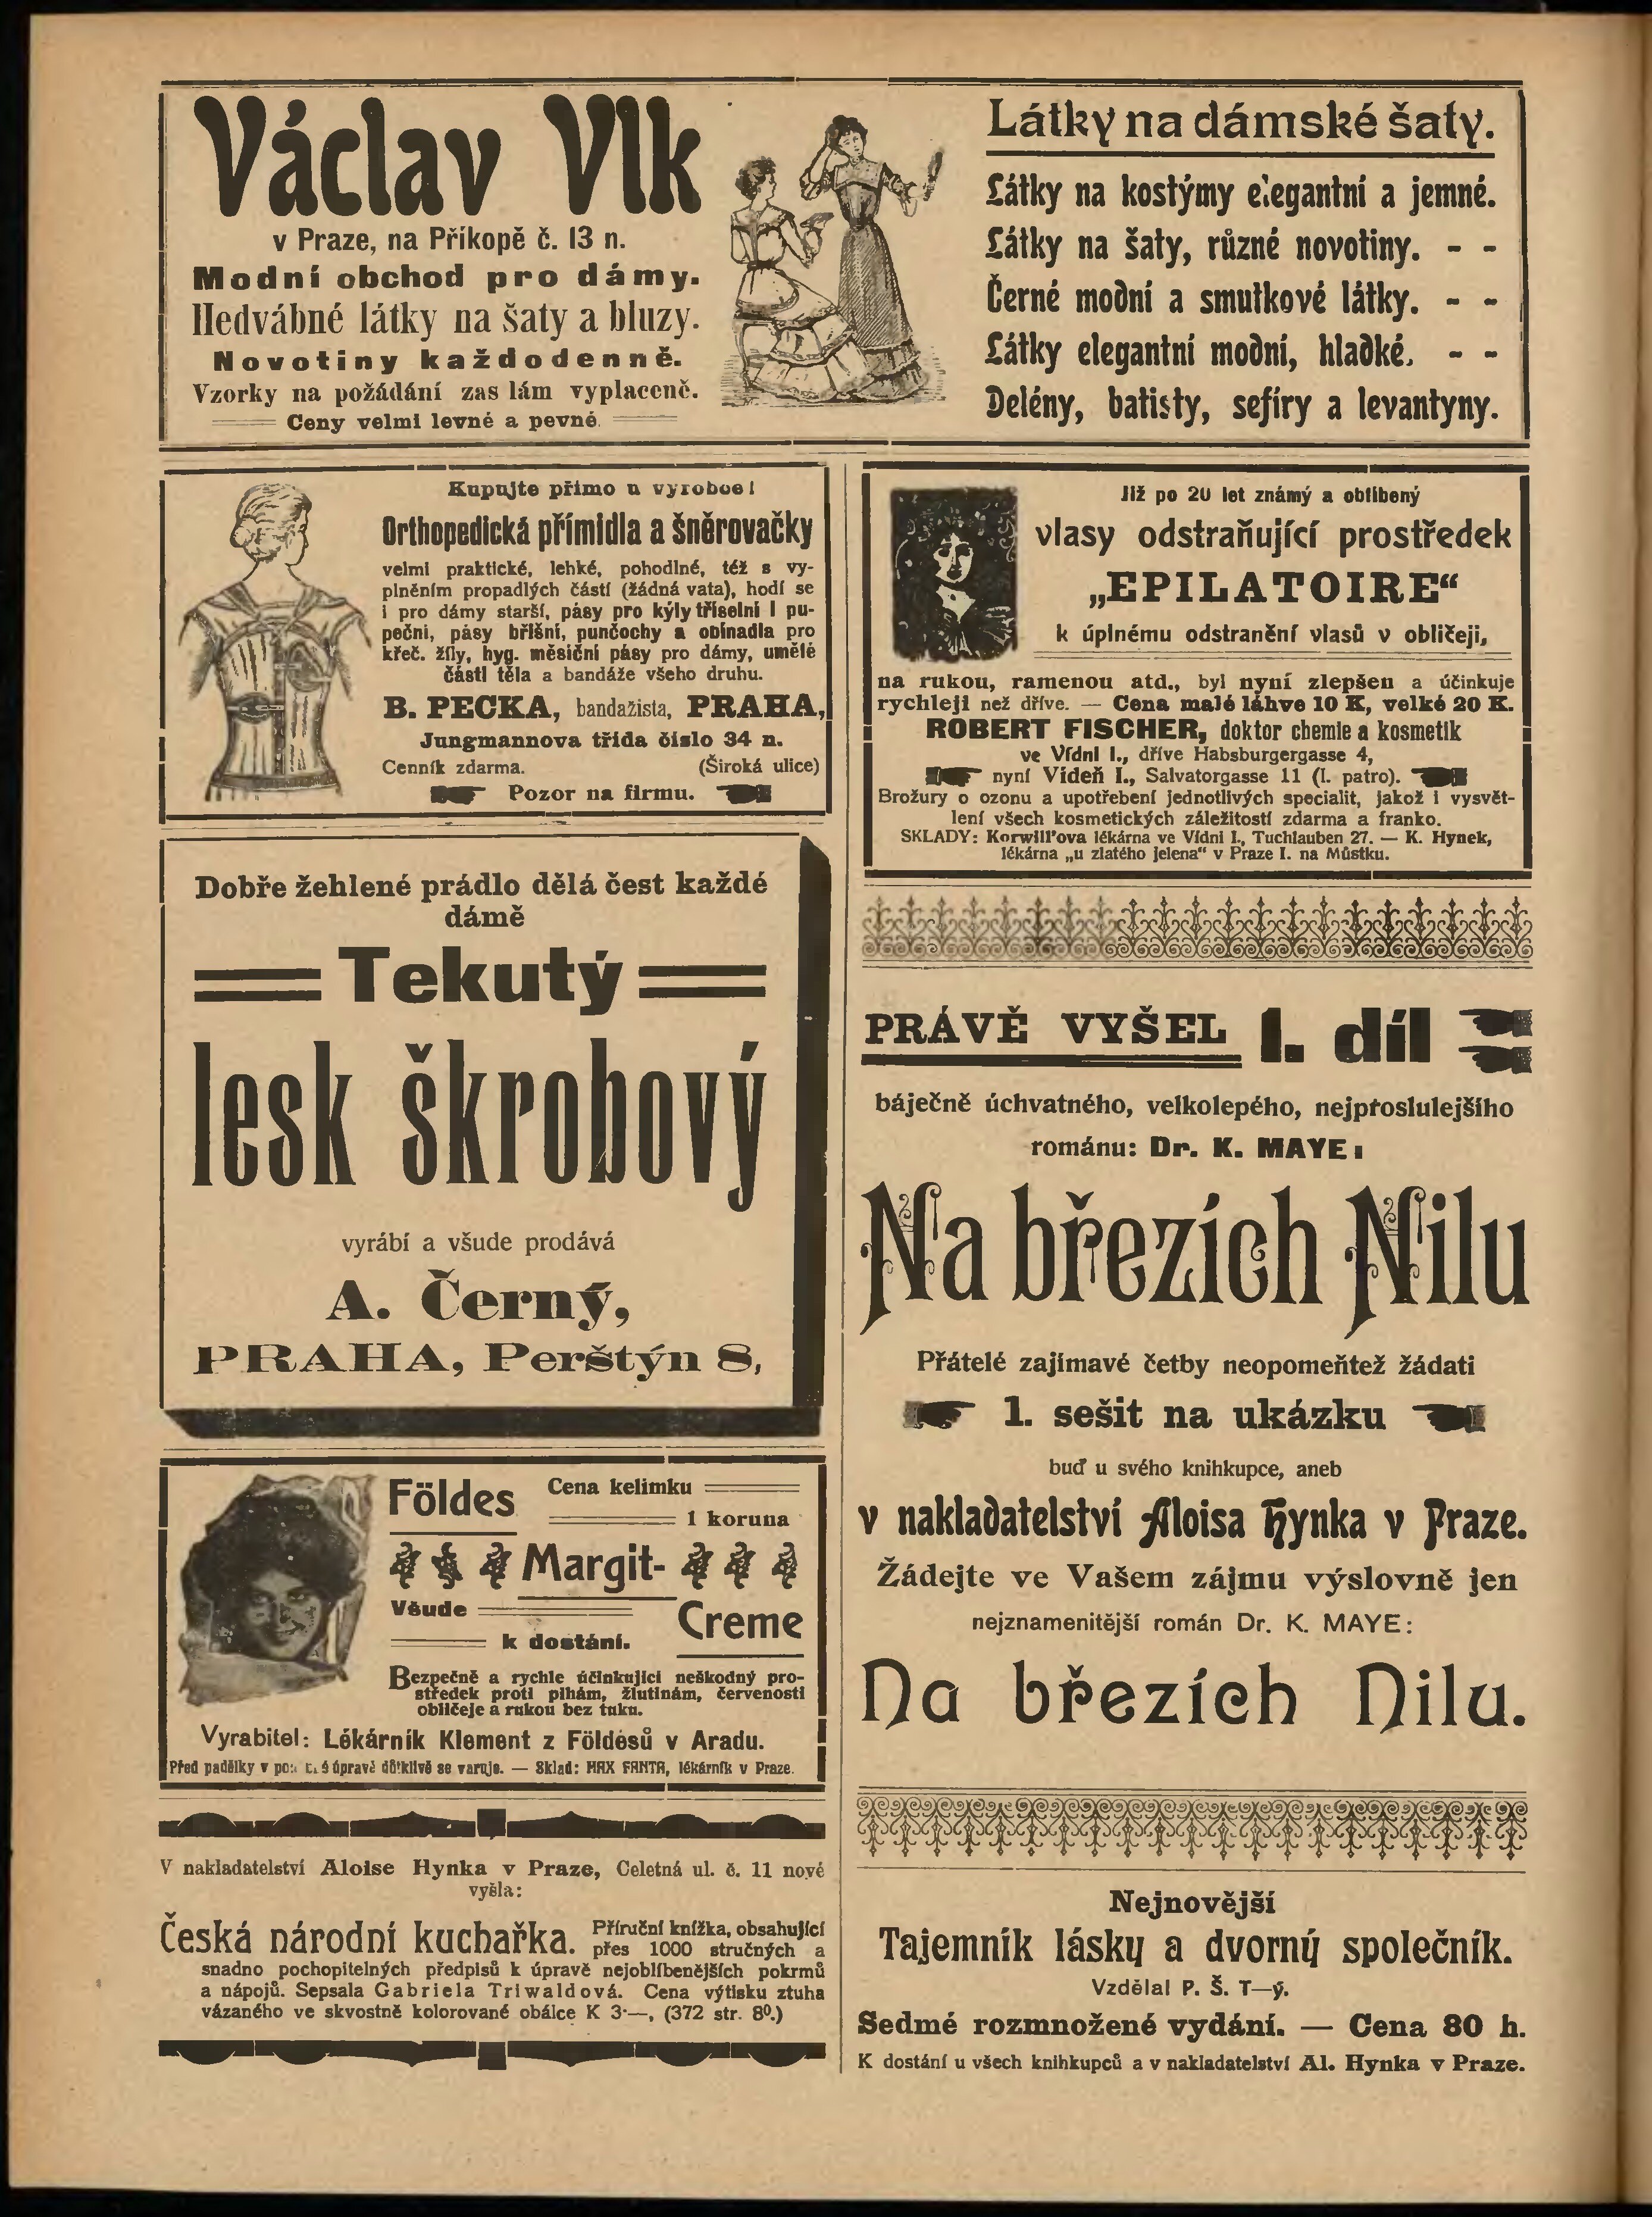 Václav Vlk
v Praze, na Příkopě č. 13 n.
Modní obchod pro dámy.
Hedvábné látky na šaty a bluzy.
Novotiny každodenně.
Vzorky na požádání zas lám vyplaceně.
Ceny velmi levné a pevné.
Látky na dámské šaty.
Látky na kostýmy elegantní a jemné.
Látky na šaty, různé novotiny. - -
Černé modní a smutkové látky. - -
Látky elegantní modní, hladké. - -
Delény, batisty, sefíry a levantyny.
Kupujte přímo u výrobce!
Orthopedická přímidla a šněrovačky
velmi praktické, lehké, pohodlné, též s vy-
plněním propadlých částí (žádná vata), hodí se
i pro dámy starší, pásy pro kýly tříselní i pu-
peční, pásy břišní, punčochy a obinadla pro
křeč. žíly, hyg. měsíční pásy pro dámy, umělé
části těla a bandáže všeho druhu.
B. PECKA, bandažista, PRAHA,
Jungmannova třída číslo 34 n.
Cenník zdarma. (Široká ulice)
Pozor na firmu.
Již po 20 let známý a oblíbený
vlasy odstraňující prostředek
„EPILATOIRE“
k úplnému odstranění vlasů v obličeji,
na rukou, ramenou atd., byl nyní zlepšen a účinkuje
rychleji než dříve. — Cena malé láhve 10 K, velké 20 K.
ROBERT FISCHER, doktor chemie a kosmetik
ve Vídni I., dříve Habsburgergasse 4,
nyní Vídeň I., Salvatorgasse 11 (I. patro).
Brožury o ozonu a upotřebení jednotlivých specialit, jakož i vysvět-
lení všech kosmetických záležitostí zdarma a franko.
SKLADY: Korwill'ova lékárna ve Vídni I., Tuchlauben 27. — K. Hynek,
lékárna „u zlatého jelena“ v Praze I. na Můstku.
Dobře žehlené prádlo dělá čest každé
dámě
Tekutý
lesk škrobový
vyrábí a všude prodává
A. Černý,
PRAHA, Perštýn 8,
PRÁVĚ VYŠEL I. díl
báječně úchvatného, velkolepého, nejproslulejšího
románu: Dr. K. MAYE:
Na březích Nilu
Přátelé zajímavé četby neopomeňtež žádati
1. sešit na ukázku
buď u svého knihkupce, aneb
v nakladatelství Aloisa Hynka v Praze.
Žádejte ve Vašem zájmu výslovně jen
nejznamenitější román Dr. K. MAYE:
Na březích Nilu.
Földes Cena kelimku
1 koruna
Margit-
Všude
Creme
k dostání.
Bezpečně a rychle účinkující neškodný pro-
středek proti pihám, žlutinám, červenosti
obličeje a rukou bez tuku.
Vyrabitel: Lékárník Klement z Földésů v Aradu.
Před padělky v úpravě důtklivě se varuje. — Sklad: MAX FANTA, lékárník v Praze.
V nakladatelství Aloise Hynka v Praze, Celetná ul. č. 11 nové
vyšla:
Česká národní kuchařka. Příruční knížka, obsahující
přes 1000 stručných a
snadno pochopitelných předpisů k úpravě nejoblíbenějších pokrmů
a nápojů. Sepsala Gabriela Triwaldová. Cena výtisku ztuha
vázaného ve skvostně kolorované obálce K 3·—, (372 str. 8⁰.)
Nejnovější
Tajemník lásky a dvorný společník.
Vzdělal P. Š. T—ý.
Sedmé rozmnožené vydání. — Cena 80 h.
K dostání u všech knihkupců a v nakladatelství Al. Hynka v Praze.